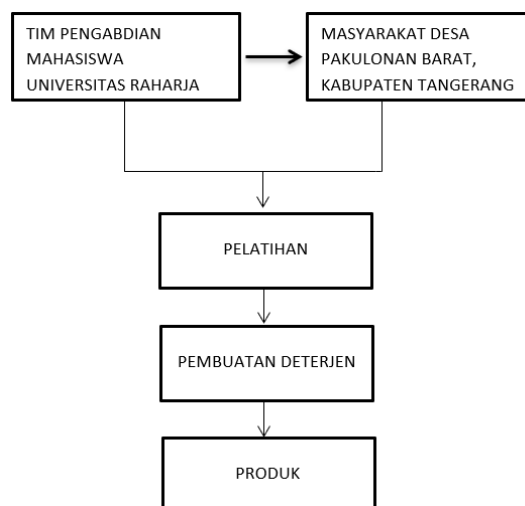 TIM PENGABDIAN
MAHASISWA
UNIVERSITAS RAHARJA
MASYARAKAT DESA
PAKULONAN BARAT,
KABUPATEN TANGERANG
PELATIHAN
PEMBUATAN DETERJEN
PRODUK